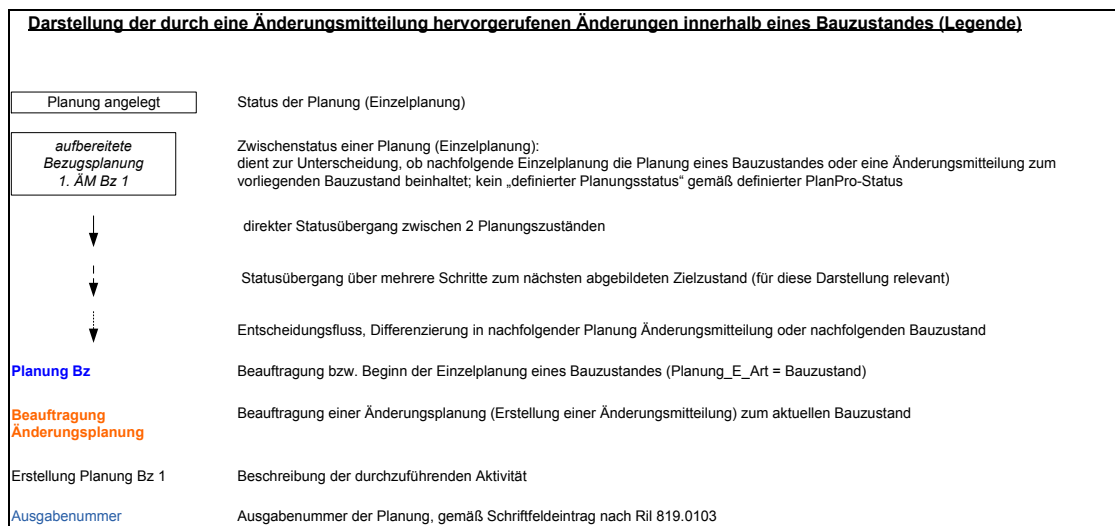 Darstellung der durch eine Änderungsmitteilung hervorgerufenen Änderungen innerhalb eines Bauzustandes (Legende)
Planung angelegt
Status der Planung (Einzelplanung)
aufbereitete
Bezugsplanung
1. ÄM Bz 1
Zwischenstatus einer Planung (Einzelplanung):
dient zur Unterscheidung, ob nachfolgende Einzelplanung die Planung eines Bauzustandes oder eine Änderungsmitteilung zum
vorliegenden Bauzustand beinhaltet; kein „definierter Planungsstatus“ gemäß definierter PlanPro-Status
direkter Statusübergang zwischen 2 Planungszuständen
Statusübergang über mehrere Schritte zum nächsten abgebildeten Zielzustand (für diese Darstellung relevant)
Entscheidungsfluss, Differenzierung in nachfolgender Planung Änderungsmitteilung oder nachfolgenden Bauzustand
Planung Bz
Beauftragung bzw. Beginn der Einzelplanung eines Bauzustandes (Planung_E_Art = Bauzustand)
Beauftragung
Änderungsplanung
Beauftragung einer Änderungsplanung (Erstellung einer Änderungsmitteilung) zum aktuellen Bauzustand
Erstellung Planung Bz 1
Beschreibung der durchzuführenden Aktivität
Ausgabenummer
Ausgabenummer der Planung, gemäß Schriftfeldeintrag nach Ril 819.0103